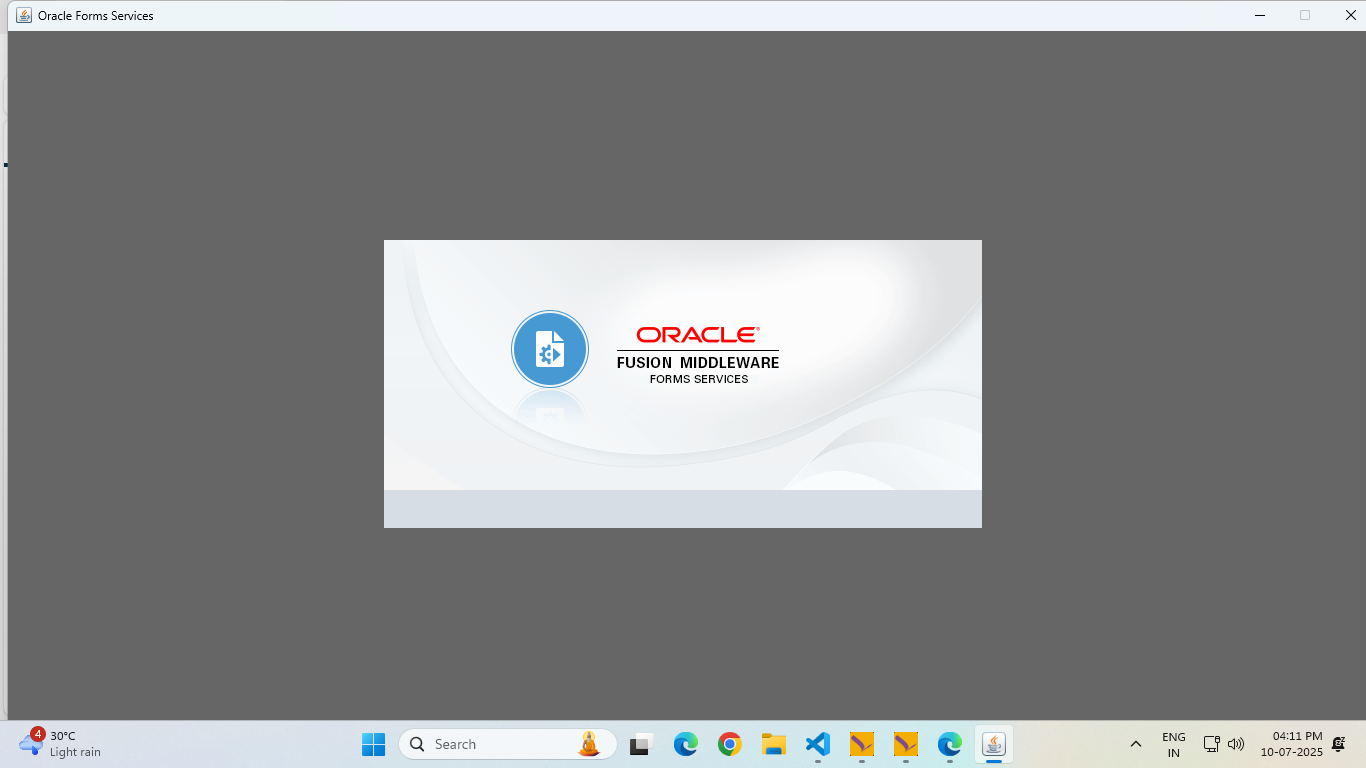 Oracle Forms Services
ORACLE®
FUSION MIDDLEWARE
FORMS SERVICES
4
30°C
Light rain
Search
ENG
IN
04:11 PM
10-07-2025